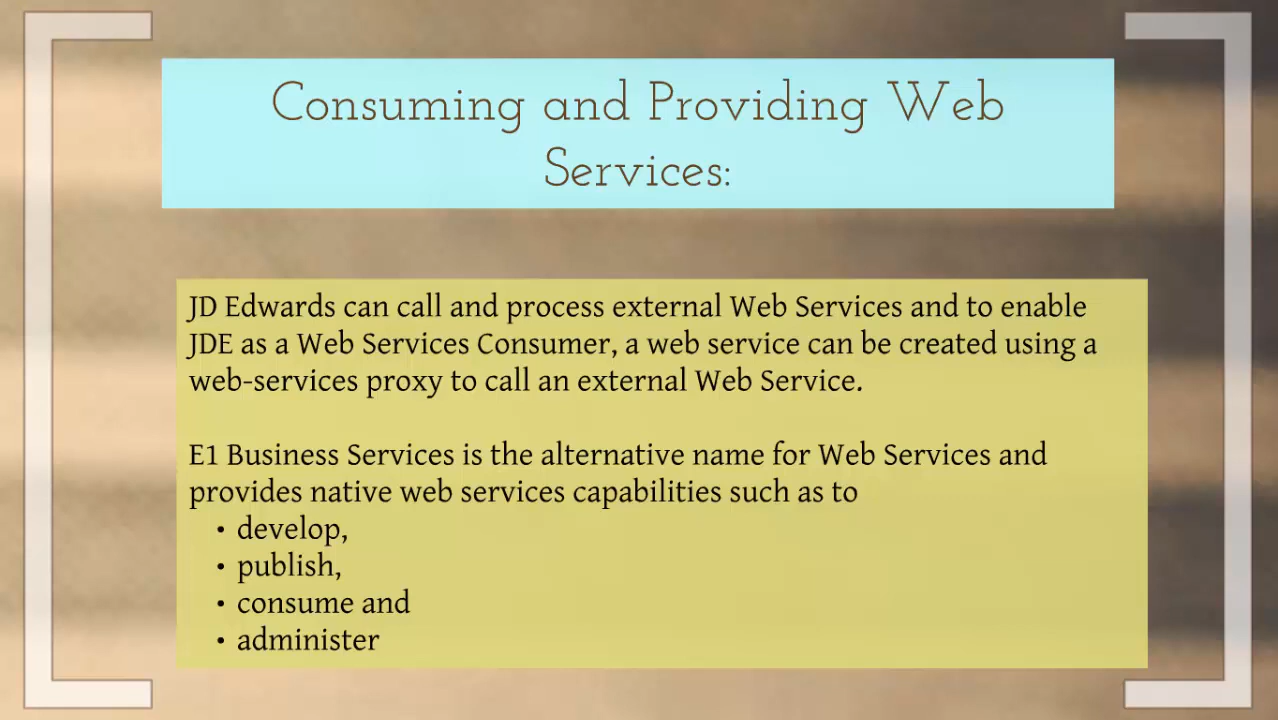 Consuming and Providing Web
Services:
JD Edwards can call and process external Web Services and to enable
JDE as a Web Services Consumer, a web service can be created using a
web-services proxy to call an external Web Service.
E1 Business Services is the alternative name for Web Services and
provides native web services capabilities such as to
• develop,
• publish,
• consume and
• administer